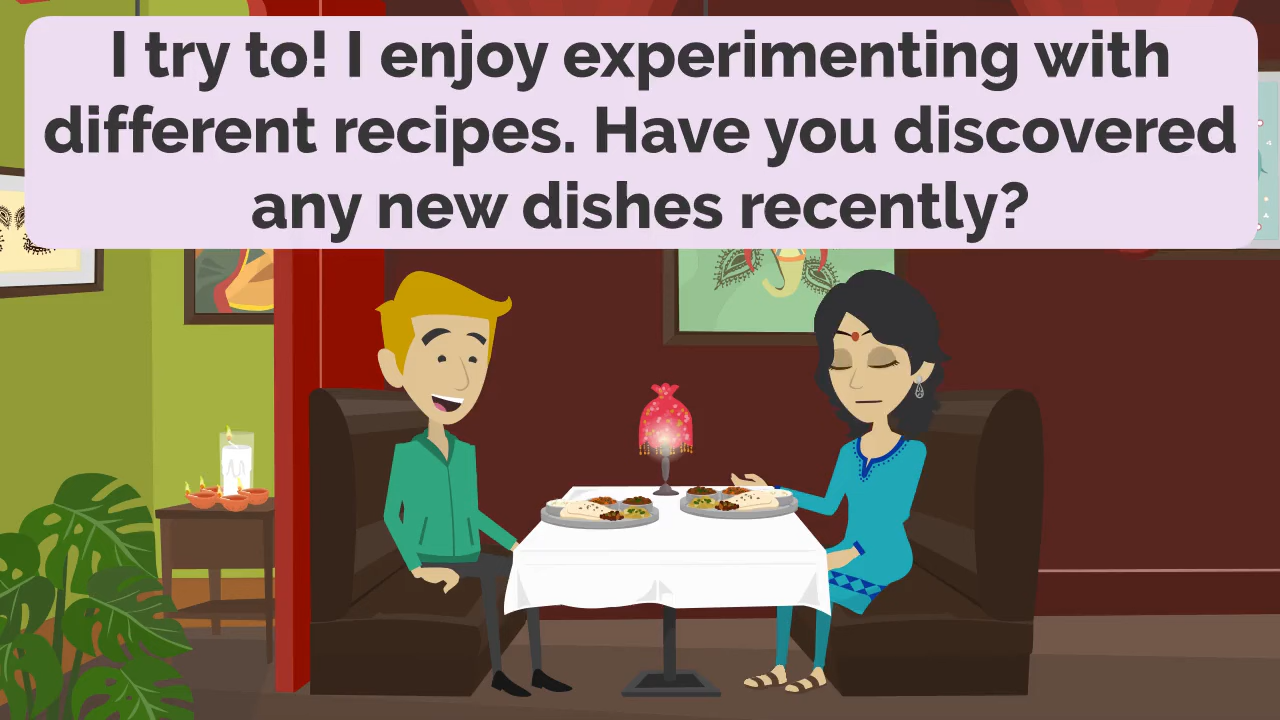 I try to! I enjoy experimenting with
different recipes. Have you discovered
any new dishes recently?